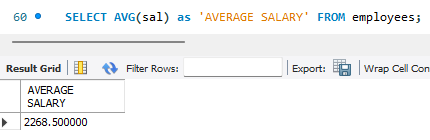 60 SELECT AVG(sal) as 'AVERAGE SALARY' FROM employees;
Result Grid Filter Rows: Export: Wrap Cell Con
AVERAGE
SALARY
2268.500000